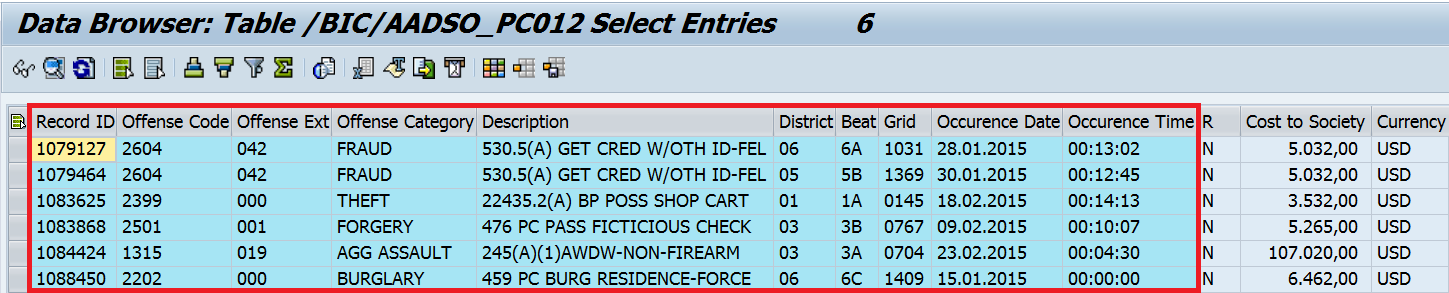 Data Browser: Table /BIC/AADSO_PC012 Select Entries 6
Record ID Offense Code Offense Ext Offense Category Description District Beat Grid Occurence Date Occurence Time R Cost to Society Currency
1079127 2604 042 FRAUD 530.5(A) GET CRED W/OTH ID-FEL 06 6A 1031 28.01.2015 00:13:02 N 5.032,00 USD
1079464 2604 042 FRAUD 530.5(A) GET CRED W/OTH ID-FEL 05 5B 1369 30.01.2015 00:12:45 N 5.032,00 USD
1083625 2399 000 THEFT 22435.2(A) BP POSS SHOP CART 01 1A 0145 18.02.2015 00:14:13 N 3.532,00 USD
1083868 2501 001 FORGERY 476 PC PASS FICTICIOUS CHECK 03 3B 0767 09.02.2015 00:10:07 N 5.265,00 USD
1084424 1315 019 AGG ASSAULT 245(A)(1)AWDW-NON-FIREARM 03 3A 0704 23.02.2015 00:04:30 N 107.020,00 USD
1088450 2202 000 BURGLARY 459 PC BURG RESIDENCE-FORCE 06 6C 1409 15.01.2015 00:00:00 N 6.462,00 USD